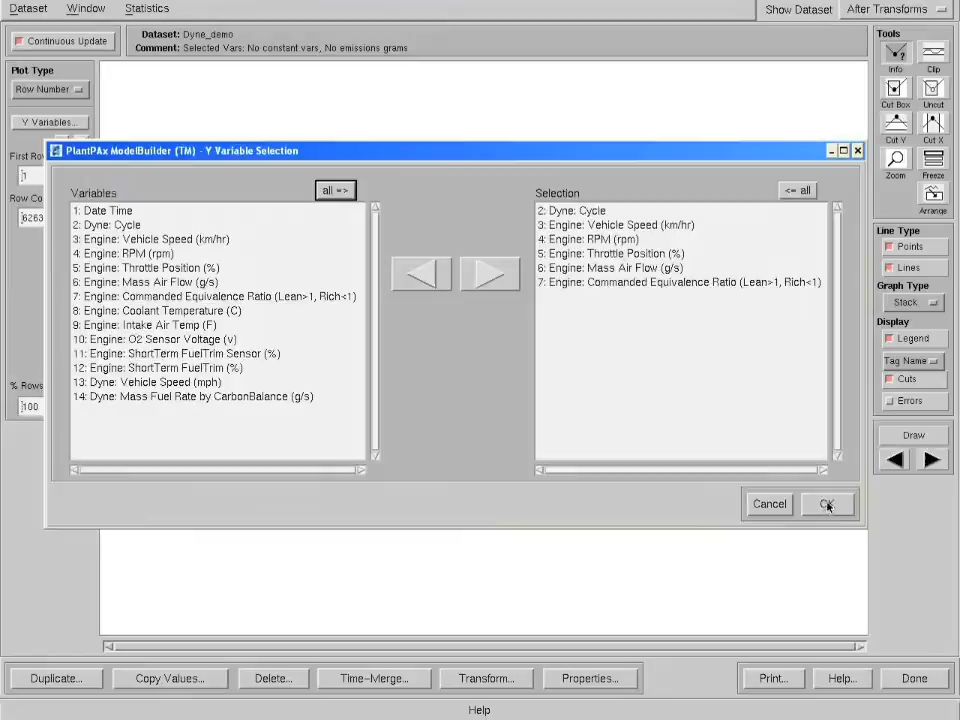 Dataset Window Statistics
Show Dataset After Transforms
Continuous Update
Dataset: Dyne_demo
Comment: Selected Vars: No constant vars, No emissions grams
Plot Type
Row Number
Y Variables...
First Ro
1
Row Co
6263
% Rows
100
PlantPAx ModelBuilder (TM) - Y Variable Selection
Variables
all =>
1: Date Time
2: Dyne: Cycle
3: Engine: Vehicle Speed (km/hr)
4: Engine: RPM (rpm)
5: Engine: Throttle Position (%)
6: Engine: Mass Air Flow (g/s)
7: Engine: Commanded Equivalence Ratio (Lean>1, Rich<1)
8: Engine: Coolant Temperature (C)
9: Engine: Intake Air Temp (F)
10: Engine: O2 Sensor Voltage (v)
11: Engine: ShortTerm FuelTrim Sensor (%)
12: Engine: ShortTerm FuelTrim (%)
13: Dyne: Vehicle Speed (mph)
14: Dyne: Mass Fuel Rate by CarbonBalance (g/s)
Selection
<= all
2: Dyne: Cycle
3: Engine: Vehicle Speed (km/hr)
4: Engine: RPM (rpm)
5: Engine: Throttle Position (%)
6: Engine: Mass Air Flow (g/s)
7: Engine: Commanded Equivalence Ratio (Lean>1, Rich<1)
Cancel
OK
Tools
Info Clip
Cut Box Uncut
Cut Y Cut X
Zoom Freeze
Arrange
Line Type
Points
Lines
Graph Type
Stack
Display
Legend
Tag Name
Cuts
Errors
Draw
Duplicate... Copy Values... Delete... Time-Merge... Transform... Properties... Print... Help... Done
Help